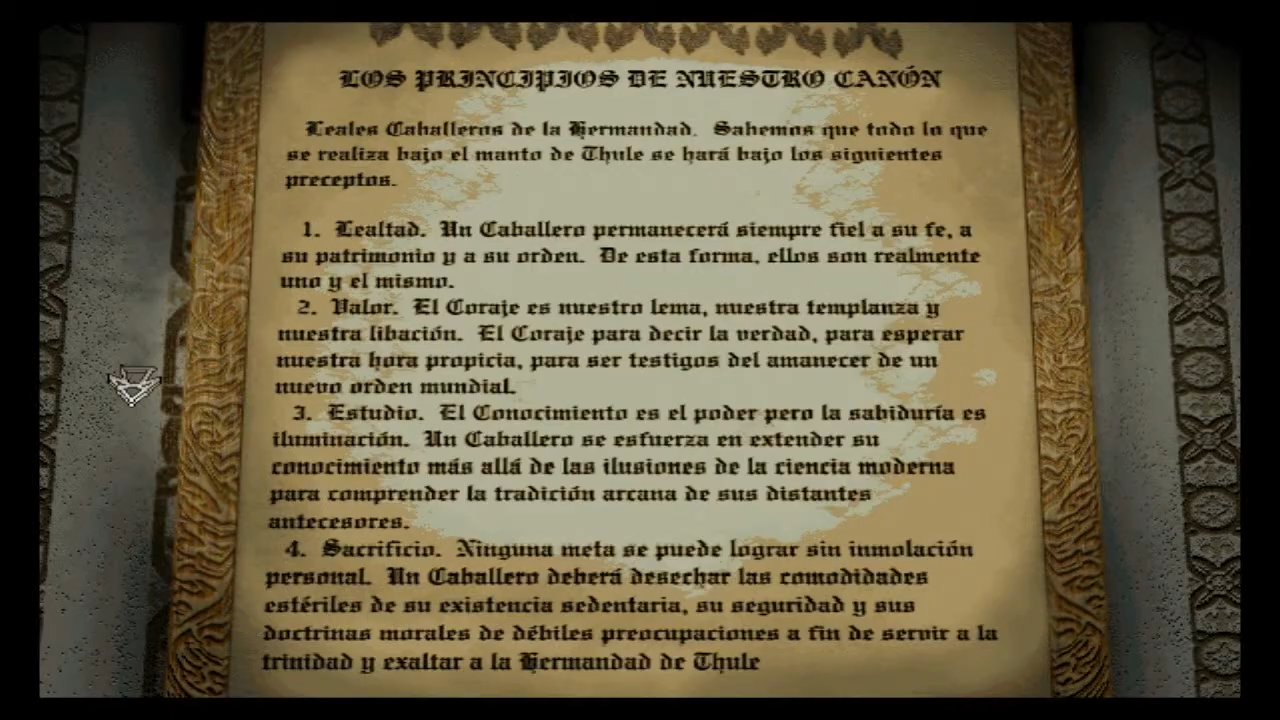 LOS PRINCIPIOS DE NUESTRO CANÓN
Leales Caballeros de la Hermandad. Sabemos que todo lo que
se realiza bajo el manto de Thule se hará bajo los siguientes
preceptos.
1. Lealtad. Un Caballero permanecerá siempre fiel a su fe, a
su patrimonio y a su orden. De esta forma, ellos son realmente
uno y el mismo.
2. Valor. El Coraje es nuestro lema, nuestra templanza y
nuestra libación. El Coraje para decir la verdad, para esperar
nuestra hora propicia, para ser testigos del amanecer de un
nuevo orden mundial.
3. Estudio. El Conocimiento es el poder pero la sabiduría es
iluminación. Un Caballero se esfuerza en extender su
conocimiento más allá de las ilusiones de la ciencia moderna
para comprender la tradición arcana de sus distantes
antecesores.
4. Sacrificio. Ninguna meta se puede lograr sin inmolación
personal. Un Caballero deberá desechar las comodidades
estériles de su existencia sedentaria, su seguridad y sus
doctrinas morales de débiles preocupaciones a fin de servir a la
trinidad y exaltar a la Hermandad de Thule